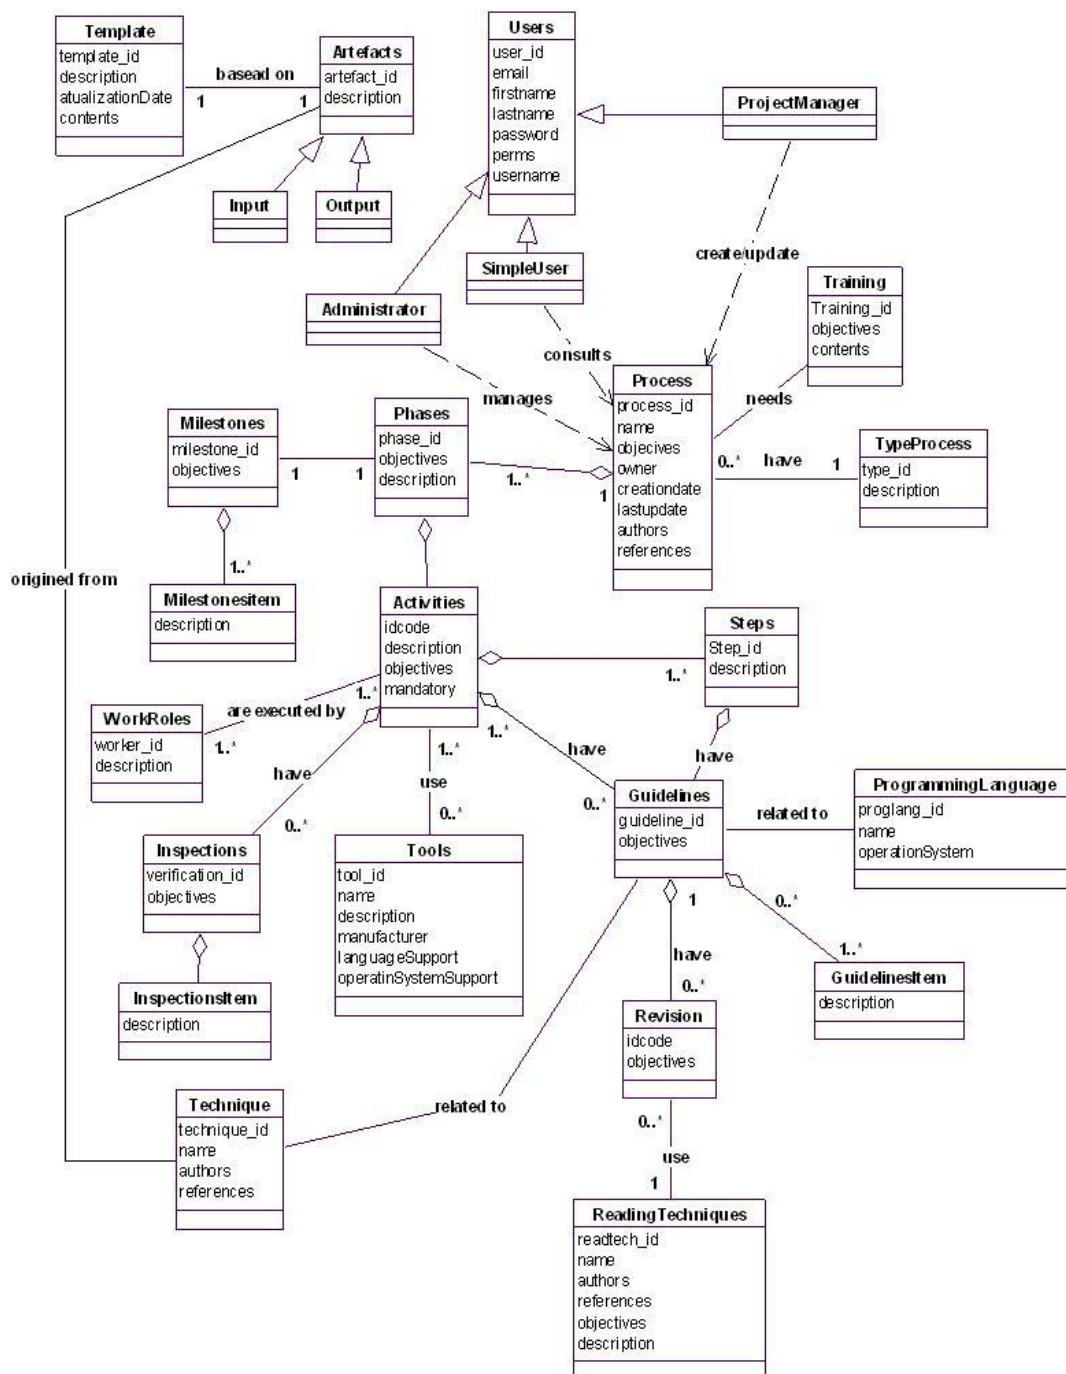 Template
template_id
description
atualizationDate
contents
basead on
1
1
Artefacts
artefact_id
description
Input
Output
Users
user_id
email
firstname
lastname
password
perms
username
ProjectManager
SimpleUser
Administrator
create/update
consults
manages
Training
Training_id
objectives
contents
needs
Process
process_id
name
objecives
owner
creationdate
lastupdate
authors
references
0..*
have
1
TypeProcess
type_id
description
Milestones
milestone_id
objectives
1
1
Phases
phase_id
objectives
description
1..*
1
1..*
Milestonesitem
description
origined from
Activities
idcode
description
objectives
mandatory
Steps
Step_id
description
1..*
1..*
are executed by
1..*
WorkRoles
worker_id
description
have
0..*
1..*
use
0..*
1..*
have
0..*
have
Guidelines
guideline_id
objectives
related to
ProgrammingLanguage
proglang_id
name
operationSystem
Inspections
verification_id
objectives
Tools
tool_id
name
description
manufacturer
languageSupport
operatinSystemSupport
InspectionsItem
description
1
have
0..*
0..*
1..*
GuidelinesItem
description
Revision
idcode
objectives
related to
Technique
technique_id
name
authors
references
0..*
use
1
ReadingTechniques
readtech_id
name
authors
references
objectives
description